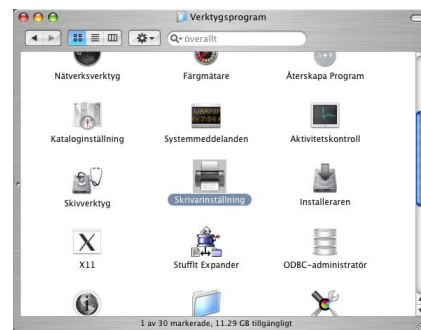 Verktygsprogram
överallt
Nätverksverktyg Färgmätare Återskapa Program
Kataloginställning Systemmeddelanden Aktivitetskontroll
Skivverktyg Skrivarinställning Installeraren
X11 StuffIt Expander ODBC-administratör
1 av 30 markerade, 11.29 GB tillgängligt